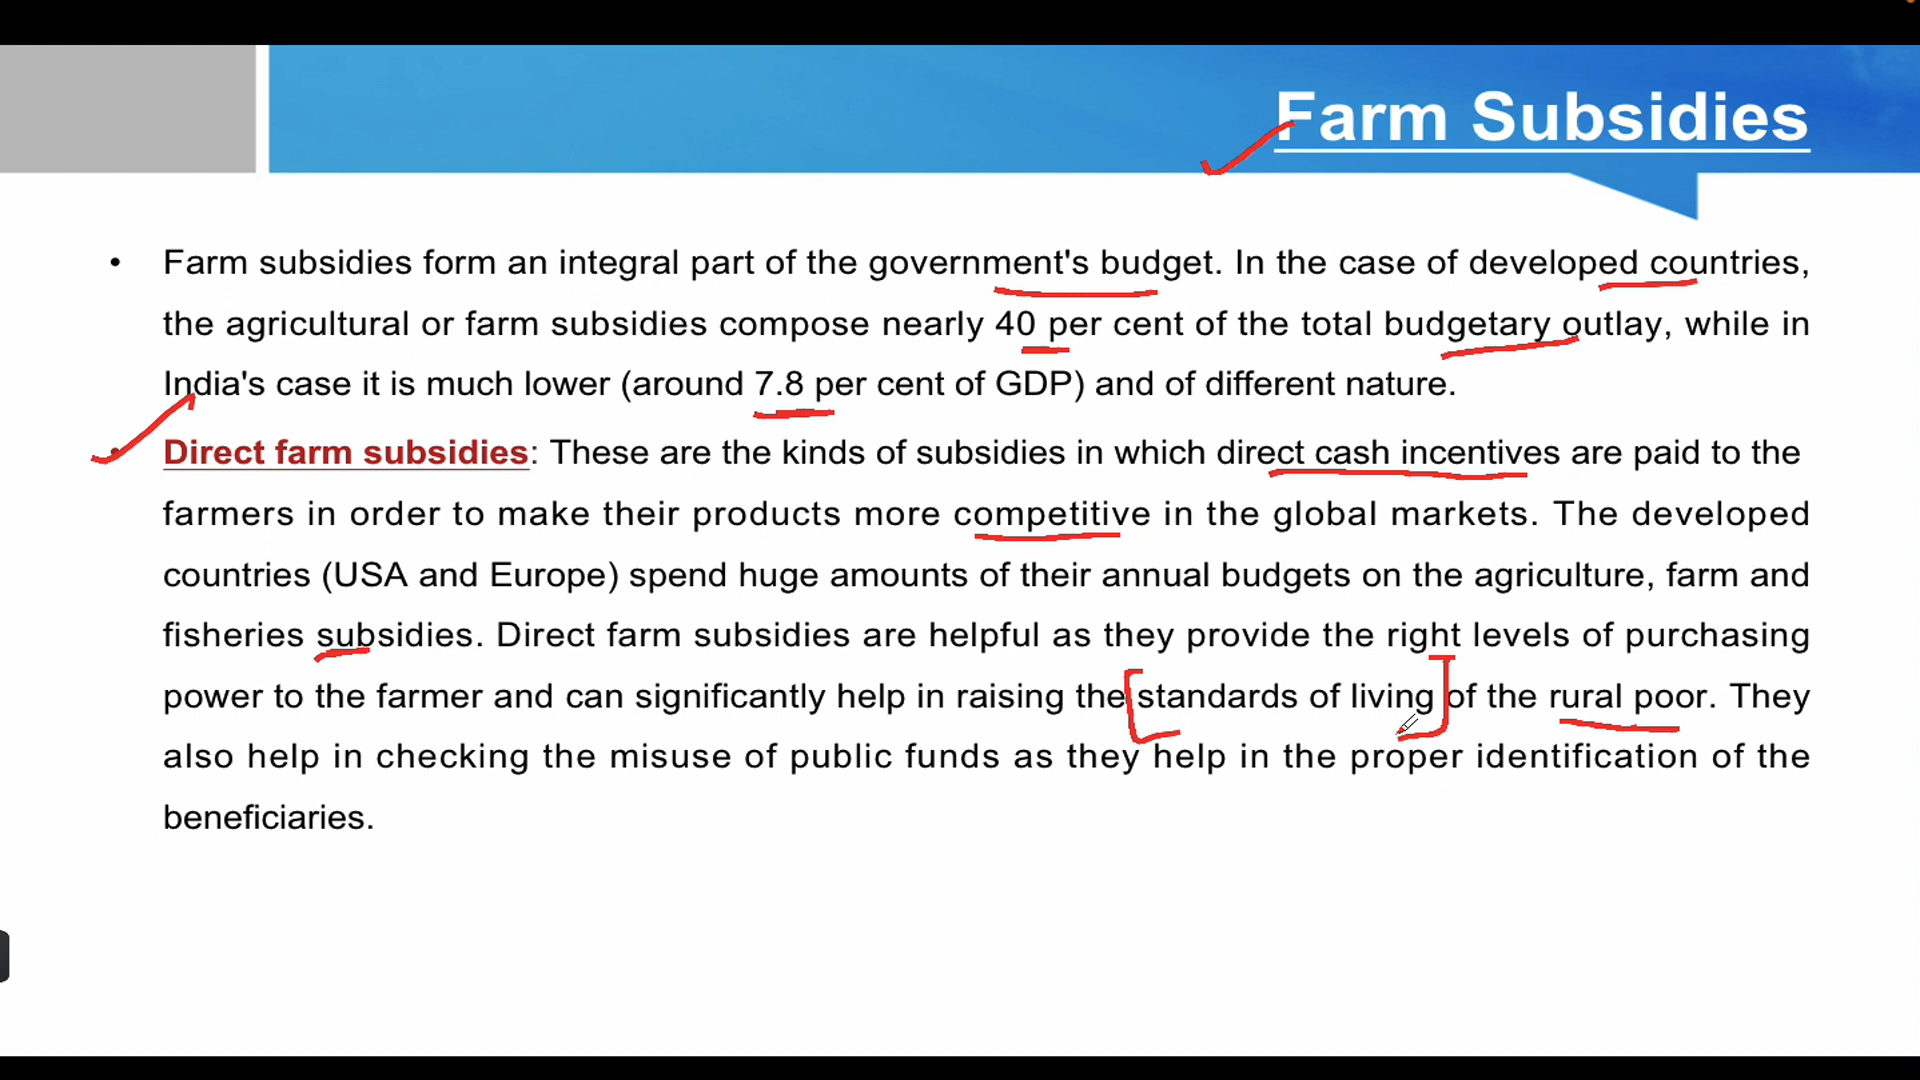 Farm Subsidies
• Farm subsidies form an integral part of the government's budget. In the case of developed countries,
the agricultural or farm subsidies compose nearly 40 per cent of the total budgetary outlay, while in
India's case it is much lower (around 7.8 per cent of GDP) and of different nature.
• Direct farm subsidies: These are the kinds of subsidies in which direct cash incentives are paid to the
farmers in order to make their products more competitive in the global markets. The developed
countries (USA and Europe) spend huge amounts of their annual budgets on the agriculture, farm and
fisheries subsidies. Direct farm subsidies are helpful as they provide the right levels of purchasing
power to the farmer and can significantly help in raising the standards of living of the rural poor. They
also help in checking the misuse of public funds as they help in the proper identification of the
beneficiaries.